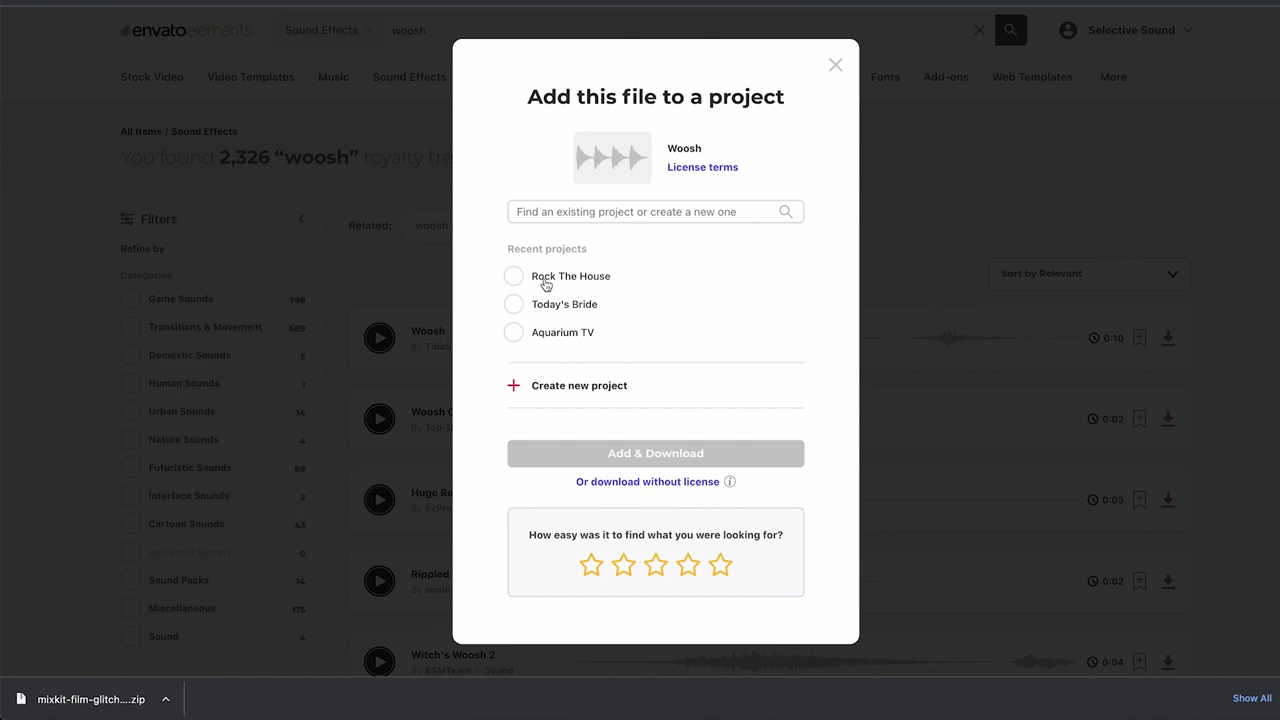 envatoelements
Sound Effects
woosh
Selective Sound
Stock Video
Video Templates
Music
Sound Effects
Fonts
Add-ons
Web Templates
More
All Items / Sound Effects
You found 2,326 “woosh” royalty fre
Filters
Refine by
Categories
Game Sounds 798
Transitions & Movement 689
Domestic Sounds 5
Human Sounds 1
Urban Sounds 14
Nature Sounds 4
Futuristic Sounds 69
Interface Sounds 2
Cartoon Sounds 43
Industrial Sounds 0
Sound Packs 14
Miscellaneous 175
Sound 4
Related: woosh
Sort by Relevant
Woosh
0:10
0:02
Huge Re
By FxPro
0:05
Rippled
0:02
Witch's Woosh 2
By ESMTeam in Sound ...
0:04
Add this file to a project
Woosh
License terms
Find an existing project or create a new one
Recent projects
Rock The House
Today's Bride
Aquarium TV
Create new project
Add & Download
Or download without license i
How easy was it to find what you were looking for?
mixkit-film-glitch....zip
Show All